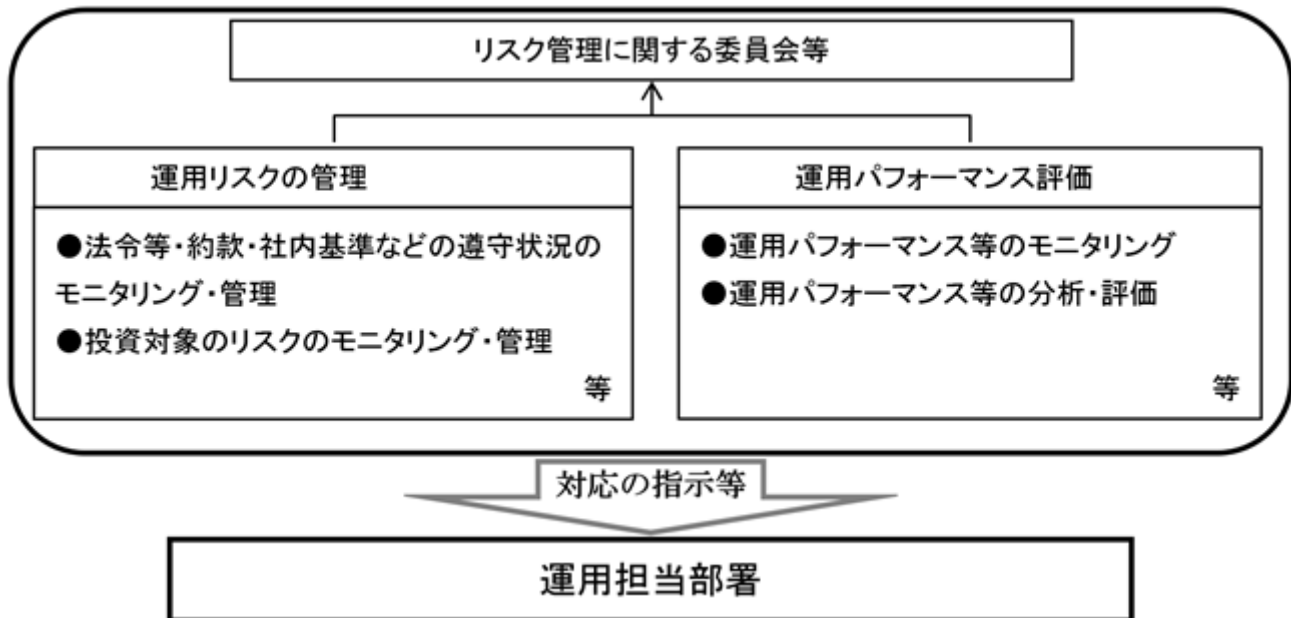 リスク管理に関する委員会等
運用リスクの管理
●法令等・約款・社内基準などの遵守状況の
モニタリング・管理
●投資対象のリスクのモニタリング・管理
等
運用パフォーマンス評価
●運用パフォーマンス等のモニタリング
●運用パフォーマンス等の分析・評価
等
対応の指示等
運用担当部署